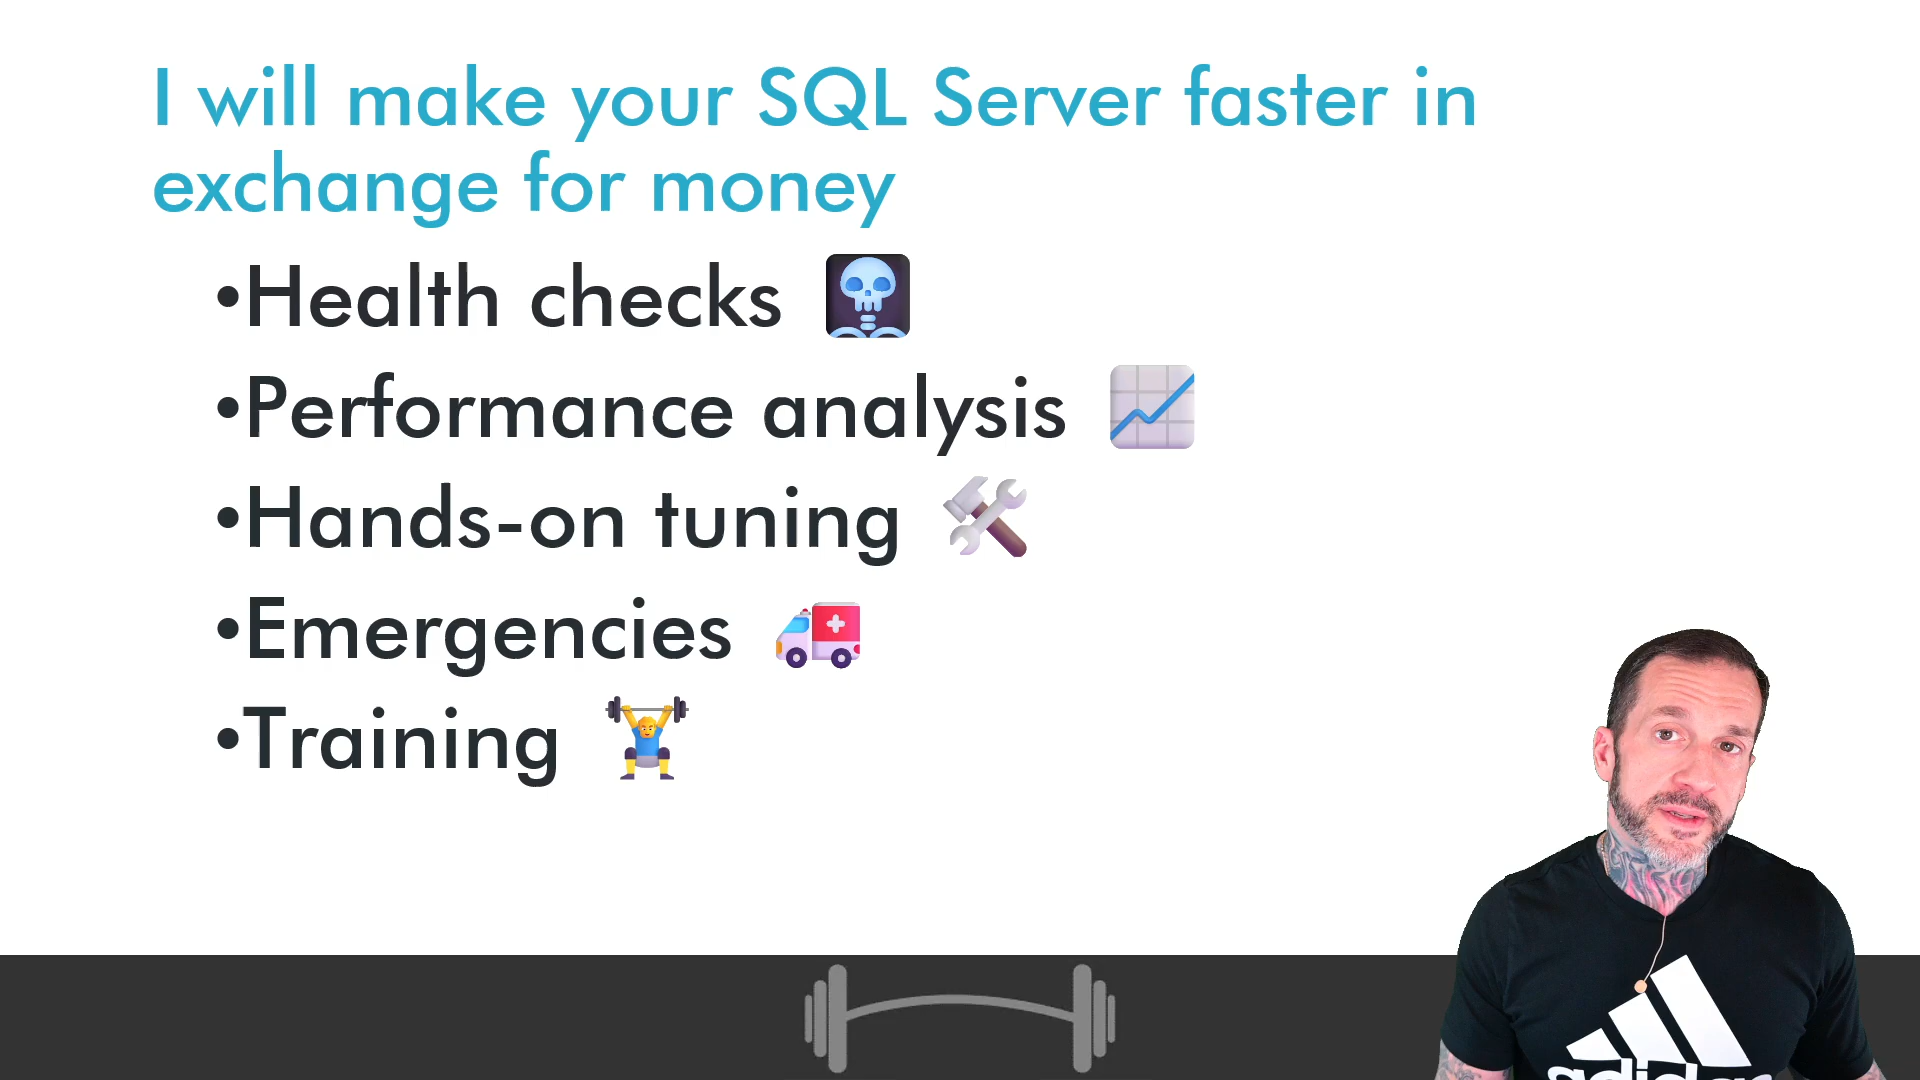 I will make your SQL Server faster in
exchange for money
•Health checks
•Performance analysis
•Hands-on tuning
•Emergencies
•Training
adidas